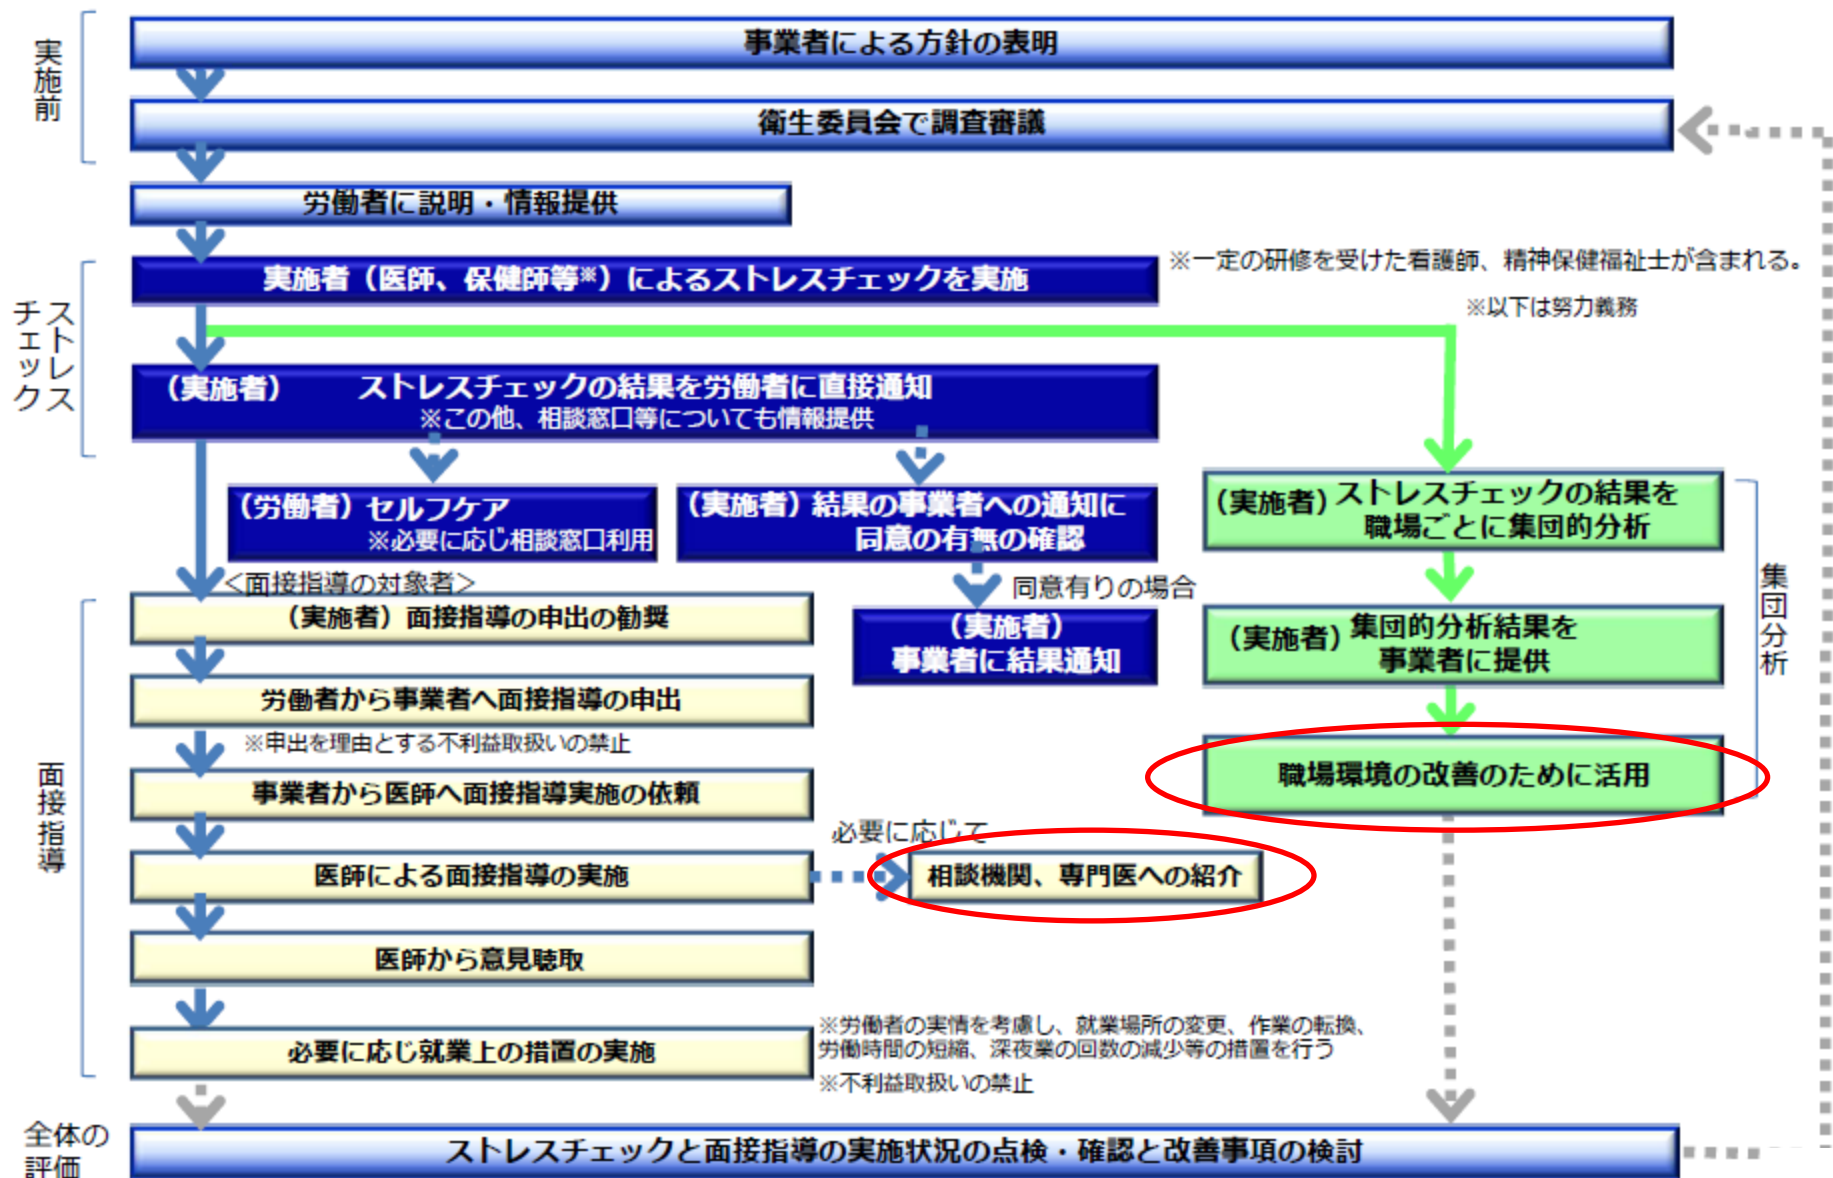 実施前
事業者による方針の表明
衛生委員会で調査審議
労働者に説明・情報提供
ストレス
チェック
実施者（医師、保健師等※）によるストレスチェックを実施
※一定の研修を受けた看護師、精神保健福祉士が含まれる。
※以下は努力義務
（実施者）　ストレスチェックの結果を労働者に直接通知
※この他、相談窓口等についても情報提供
（労働者）セルフケア
※必要に応じ相談窓口利用
（実施者）結果の事業者への通知に
同意の有無の確認
同意有りの場合
（実施者）
事業者に結果通知
集団分析
（実施者）ストレスチェックの結果を
職場ごとに集団的分析
（実施者）集団的分析結果を
事業者に提供
職場環境の改善のために活用
面接指導
＜面接指導の対象者＞
（実施者）面接指導の申出の勧奨
労働者から事業者へ面接指導の申出
※申出を理由とする不利益取扱いの禁止
事業者から医師へ面接指導実施の依頼
医師による面接指導の実施
必要に応じて
相談機関、専門医への紹介
医師から意見聴取
必要に応じ就業上の措置の実施
※労働者の実情を考慮し、就業場所の変更、作業の転換、
労働時間の短縮、深夜業の回数の減少等の措置を行う
※不利益取扱いの禁止
全体の
評価
ストレスチェックと面接指導の実施状況の点検・確認と改善事項の検討